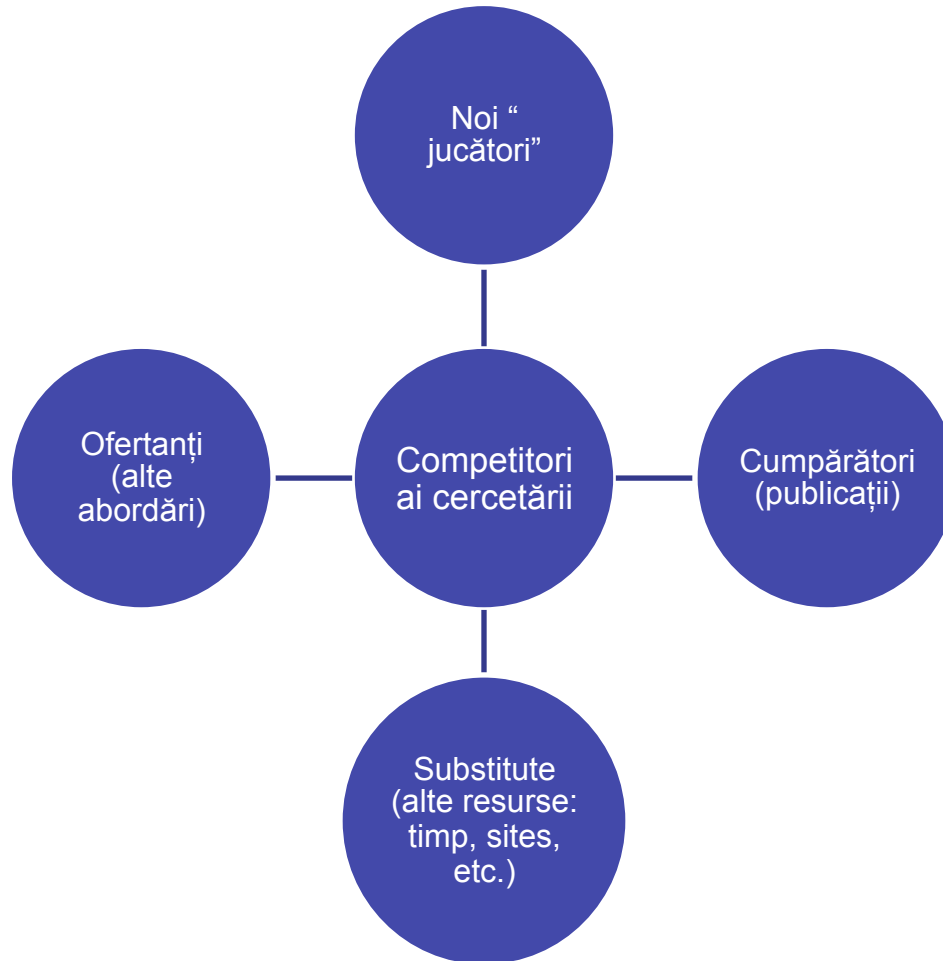 Noi “
jucători”
Ofertanți
(alte
abordări)
Competitori
ai cercetării
Cumpărători
(publicații)
Substitute
(alte resurse:
timp, sites,
etc.)